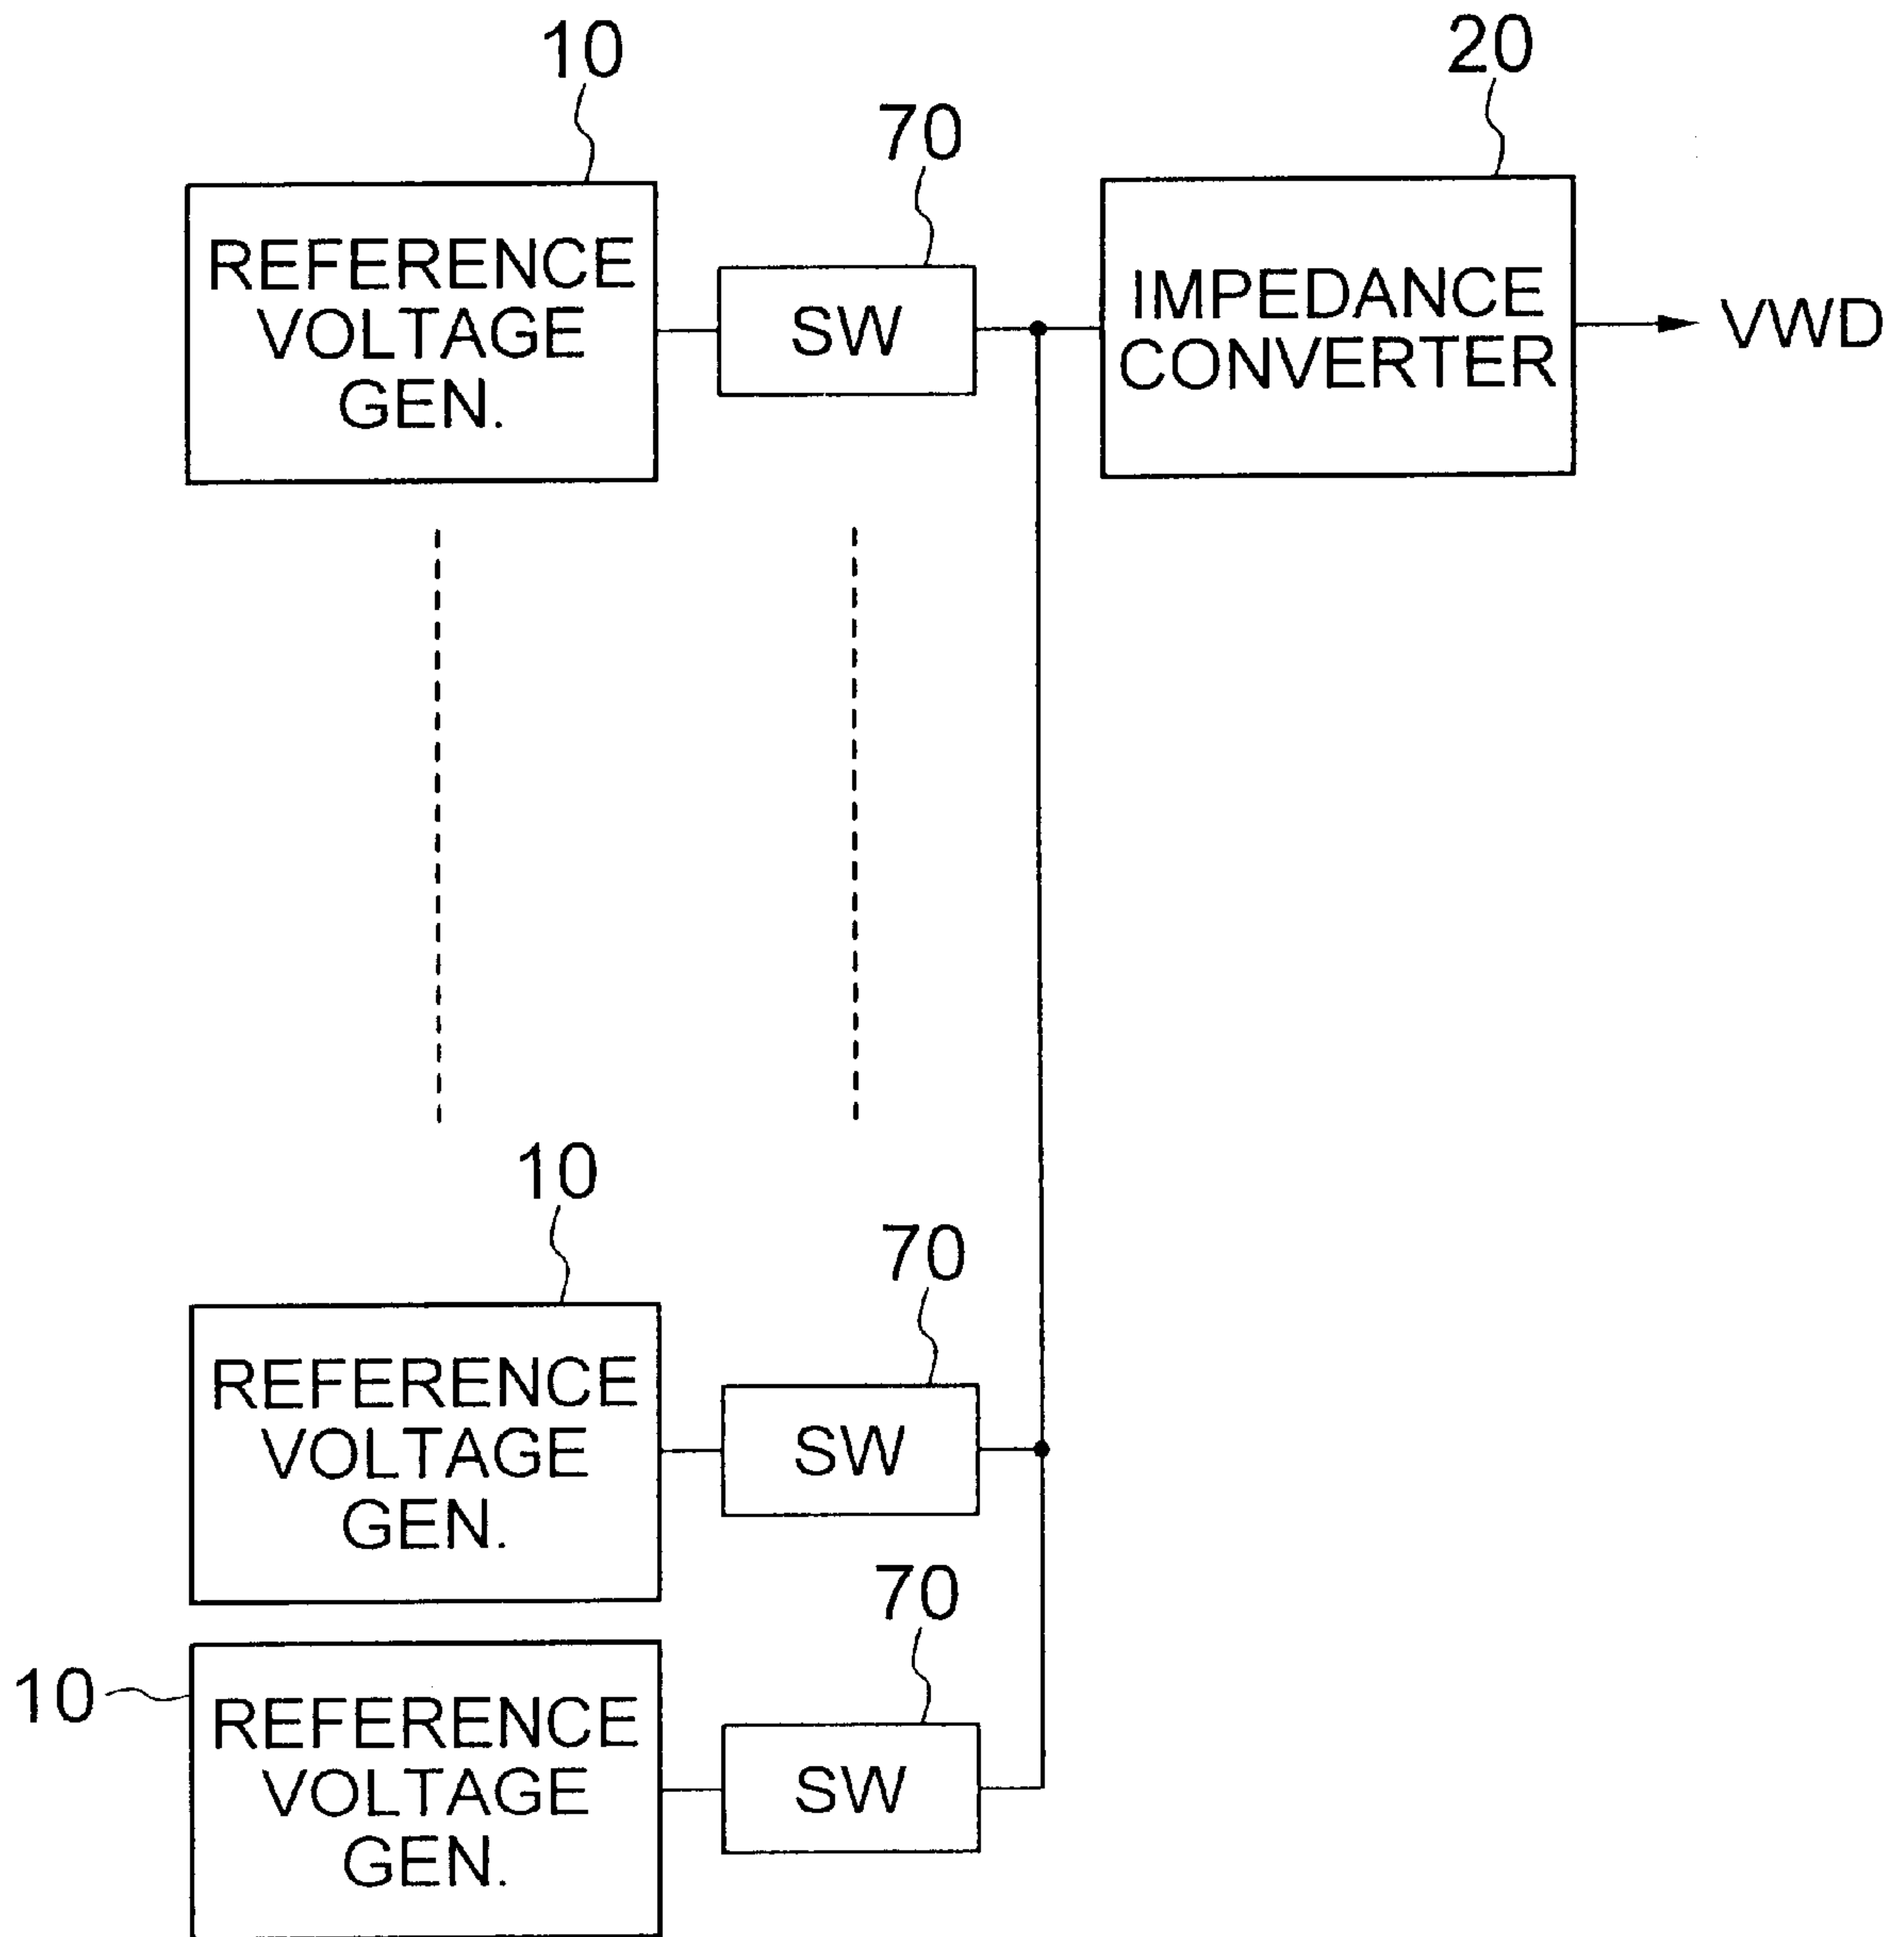 10
20
70
REFERENCE
VOLTAGE
GEN.
SW
IMPEDANCE
CONVERTER
VWD
10
70
REFERENCE
VOLTAGE
GEN.
SW
70
10
REFERENCE
VOLTAGE
GEN.
SW